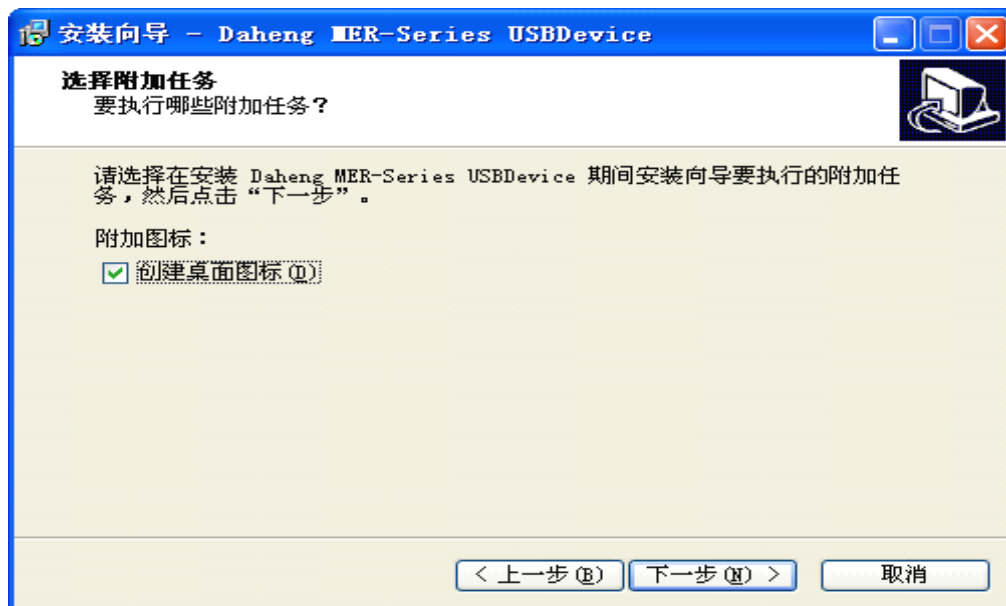 安装向导 - Daheng MER-Series USBDevice
选择附加任务
要执行哪些附加任务？
请选择在安装 Daheng MER-Series USBDevice 期间安装向导要执行的附加任
务，然后点击“下一步”。
附加图标：
创建桌面图标(D)
< 上一步(B) 下一步(N) > 取消